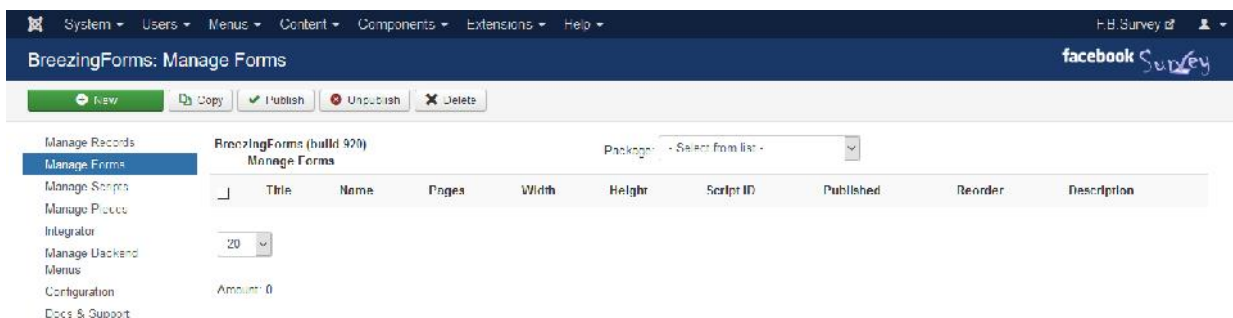 System Users Menus Content Components Extensions Help F.B.Survey
BreezingForms: Manage Forms facebook Survey
New Copy Publish Unpublish Delete
Manage Records
Manage Forms
Manage Scripts
Manage Pieces
Integrator
Manage Backend
Menus
Configuration
Docs & Support
BreezingForms (build 920)
Manage Forms
Package: - Select from list -
Title Name Pages Width Height Script ID Published Reorder Description
20
Amount: 0